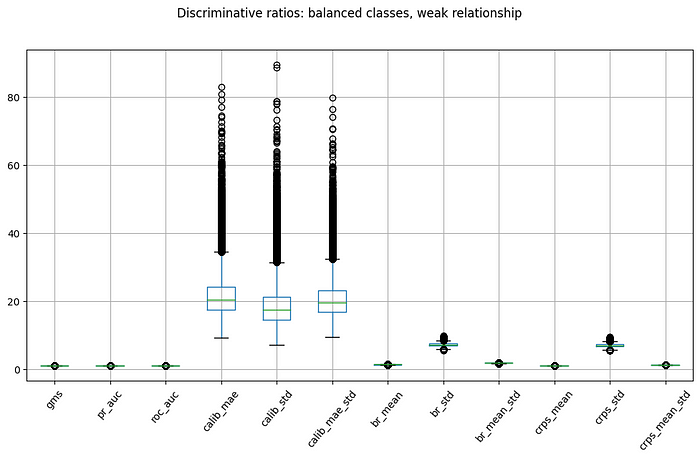 Discriminative ratios: balanced classes, weak relationship
80
60
40
20
0
gms
pr_auc
roc_auc
calib_mae
calib_std
calib_mae_std
br_mean
br_std
br_mean_std
crps_mean
crps_std
crps_mean_std